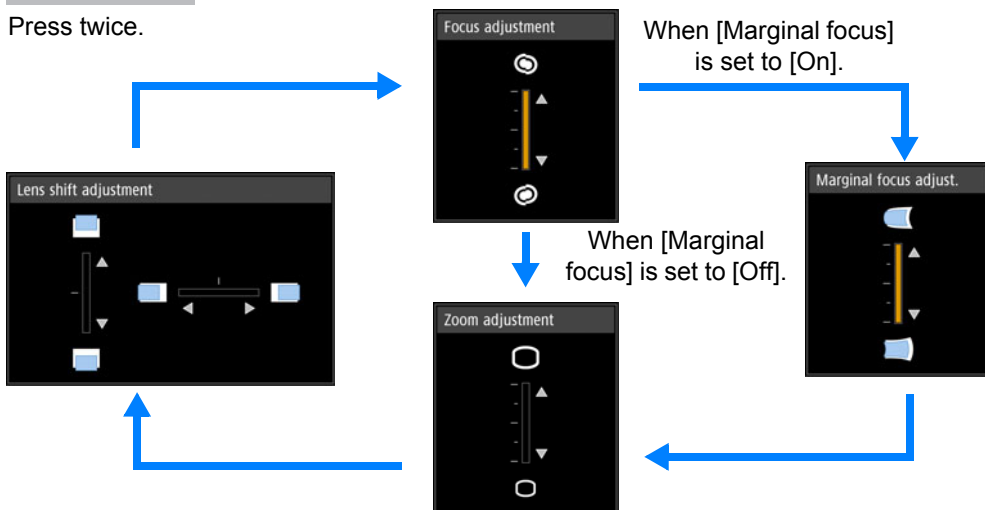 Press twice.
Focus adjustment
When [Marginal focus]
is set to [On].
Lens shift adjustment
Marginal focus adjust.
When [Marginal
focus] is set to [Off].
Zoom adjustment